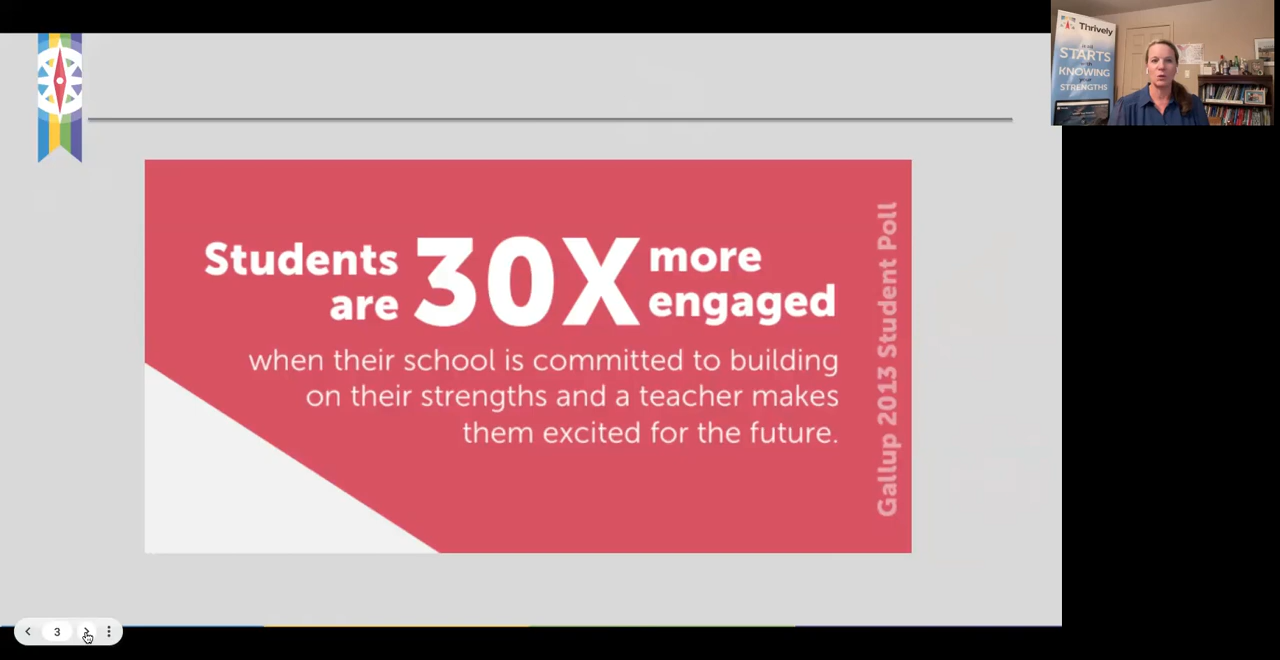 Students are 30X more engaged
when their school is committed to building
on their strengths and a teacher makes
them excited for the future.
Gallup 2013 Student Poll
Thrively
STARTS
KNOWING
STRENGTHS
3